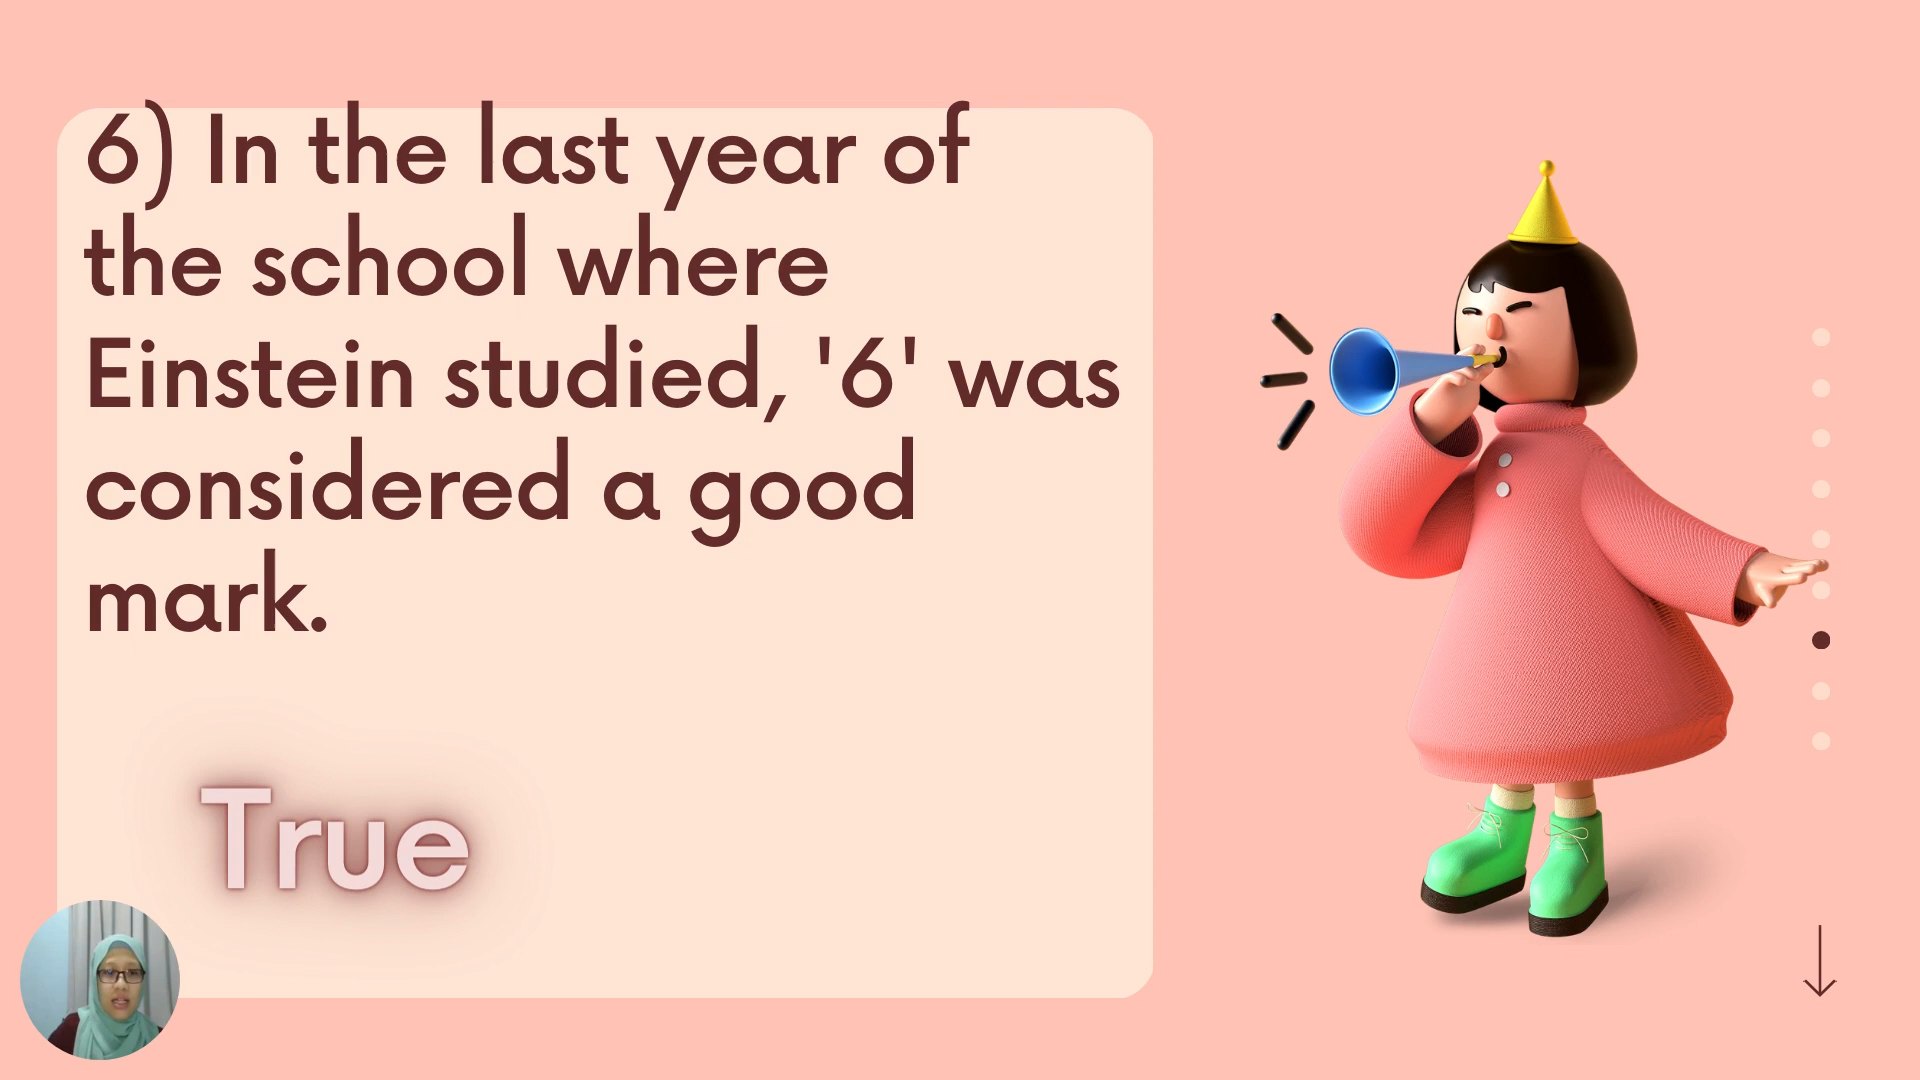 6) In the last year of
the school where
Einstein studied, '6' was
considered a good
mark.
True